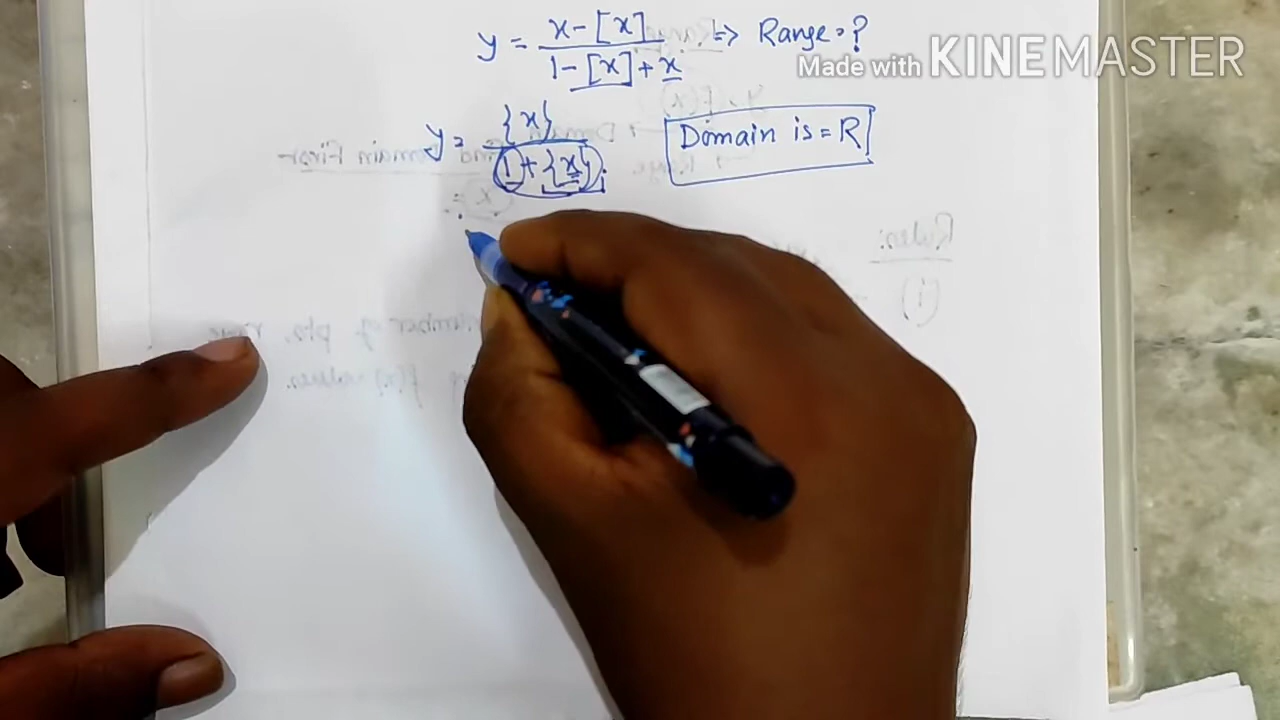 y = x - [x] / 1 - [x] + x => Range = ?
Made with KINEMASTER
y = {x} / 1 + {x}
Domain is = R